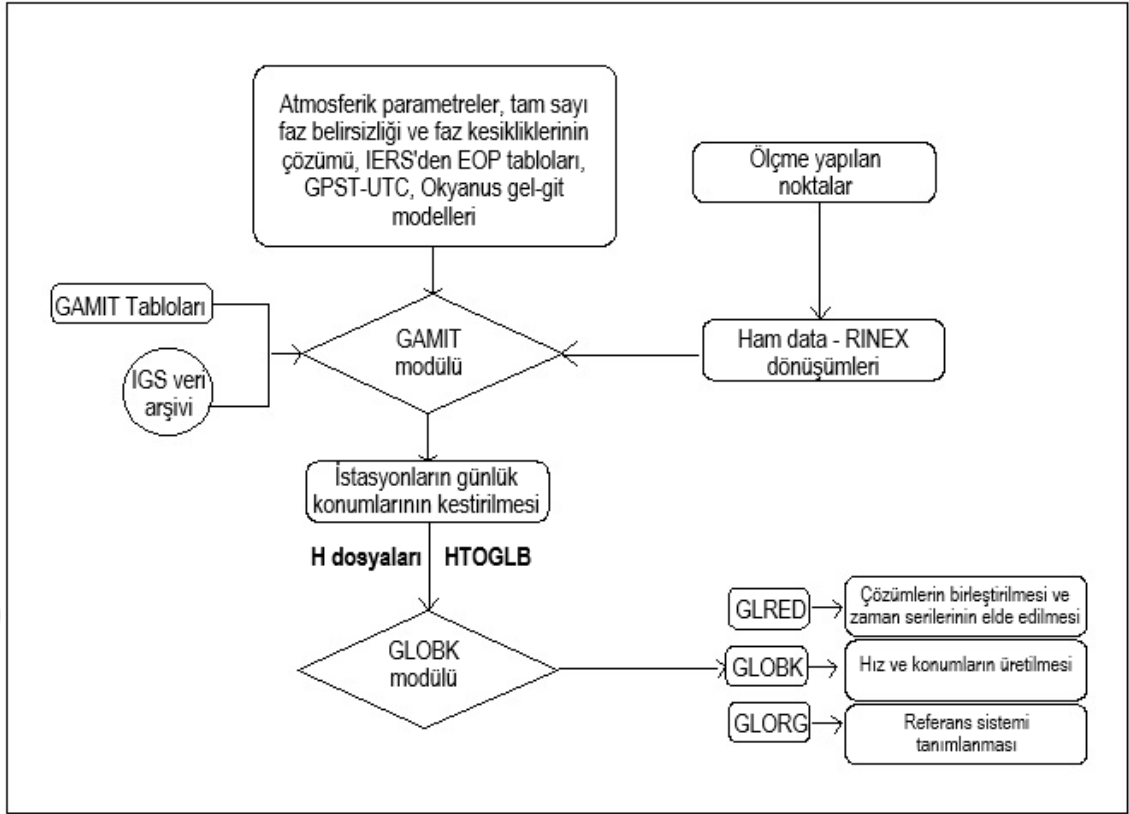 Atmosferik parametreler, tam sayı
faz belirsizliği ve faz kesikliklerinin
çözümü, IERS'den EOP tabloları,
GPST-UTC, Okyanus gel-git
modelleri
Ölçme yapılan
noktalar
GAMIT Tabloları
IGS veri
arşivi
GAMIT
modülü
Ham data - RINEX
dönüşümleri
İstasyonların günlük
konumlarının kestirilmesi
H dosyaları HTOGLB
GLOBK
modülü
GLRED
Çözümlerin birleştirilmesi ve
zaman serilerinin elde edilmesi
GLOBK
Hız ve konumların üretilmesi
GLORG
Referans sistemi
tanımlanması